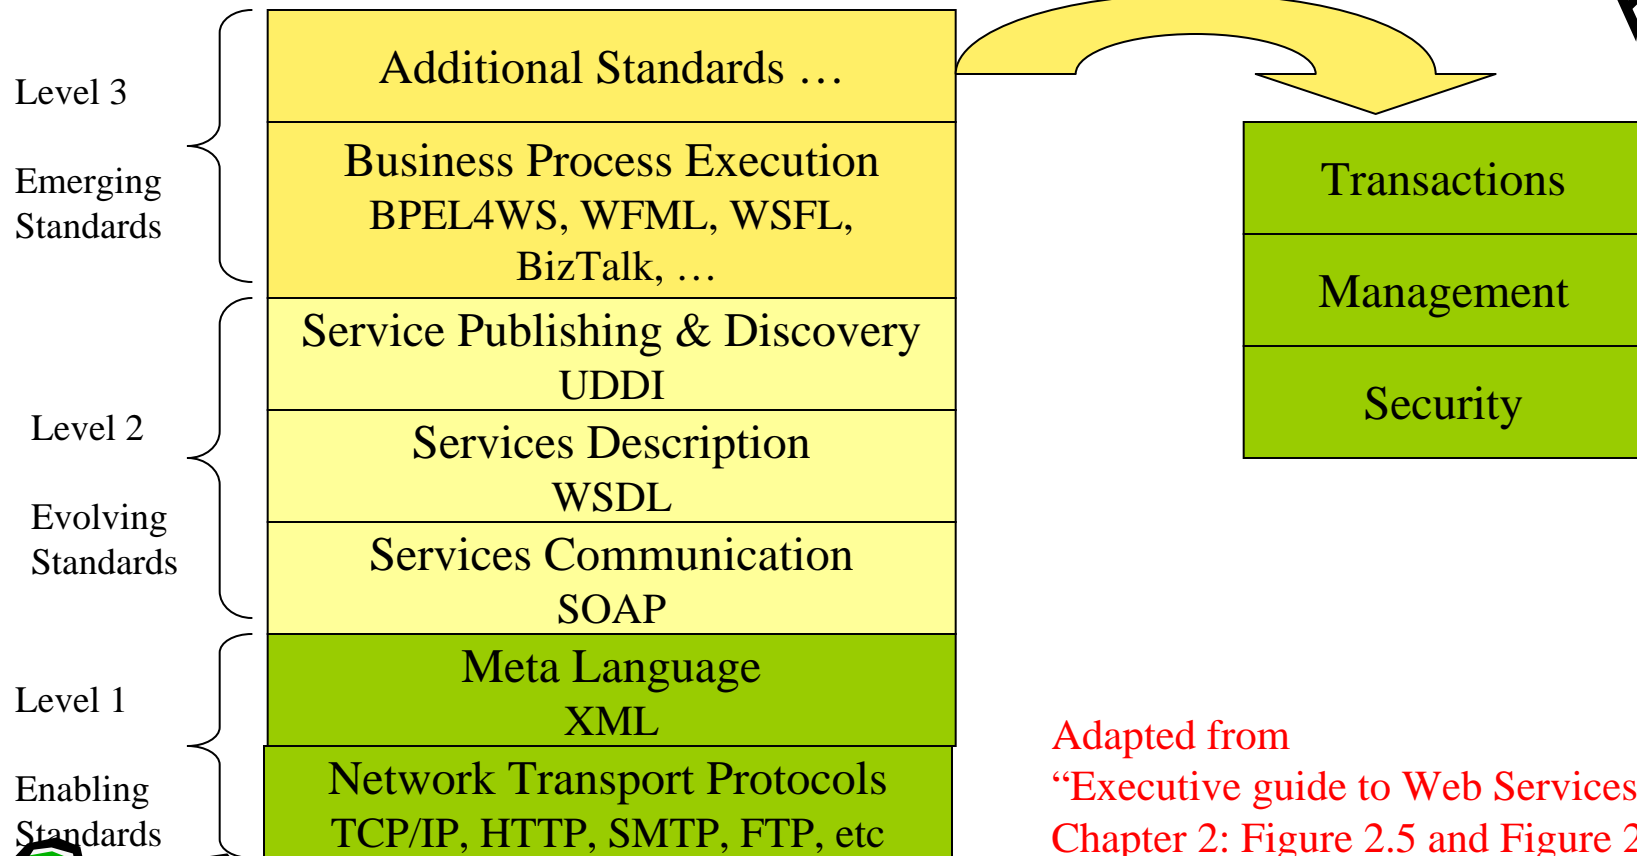 Level 3
Emerging
Standards
Additional Standards …
Business Process Execution
BPEL4WS, WFML, WSFL,
BizTalk, …
Level 2
Evolving
Standards
Service Publishing & Discovery
UDDI
Services Description
WSDL
Services Communication
SOAP
Level 1
Enabling
Standards
Meta Language
XML
Network Transport Protocols
TCP/IP, HTTP, SMTP, FTP, etc
Transactions
Management
Security
Adapted from
“Executive guide to Web Services
Chapter 2: Figure 2.5 and Figure 2